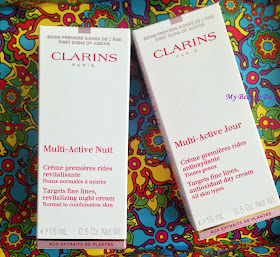 SOINS PREMIERS SIGNES DE L'ÂGE
FIRST SIGNS OF AGEING
CLARINS
PARIS
Multi-Active Nuit
Crème premières rides
revitalisante
Peaux normales à mixtes
Targets fine lines,
revitalizing night cream
Normal to combination skin
℮15 mL 0.5 Oz. Net Wt.
AUX EXTRAITS DE PLANTES
SOINS PREMIERS SIGNES DE L'ÂGE
FIRST SIGNS OF AGEING
CLARINS
PARIS
Multi-Active Jour
Crème premières rides
antioxydante
Toutes peaux
Targets fine lines,
antioxidant day cream
All skin types
℮15 mL 0.5 Oz. Net Wt.
AUX EXTRAITS DE PLANTES